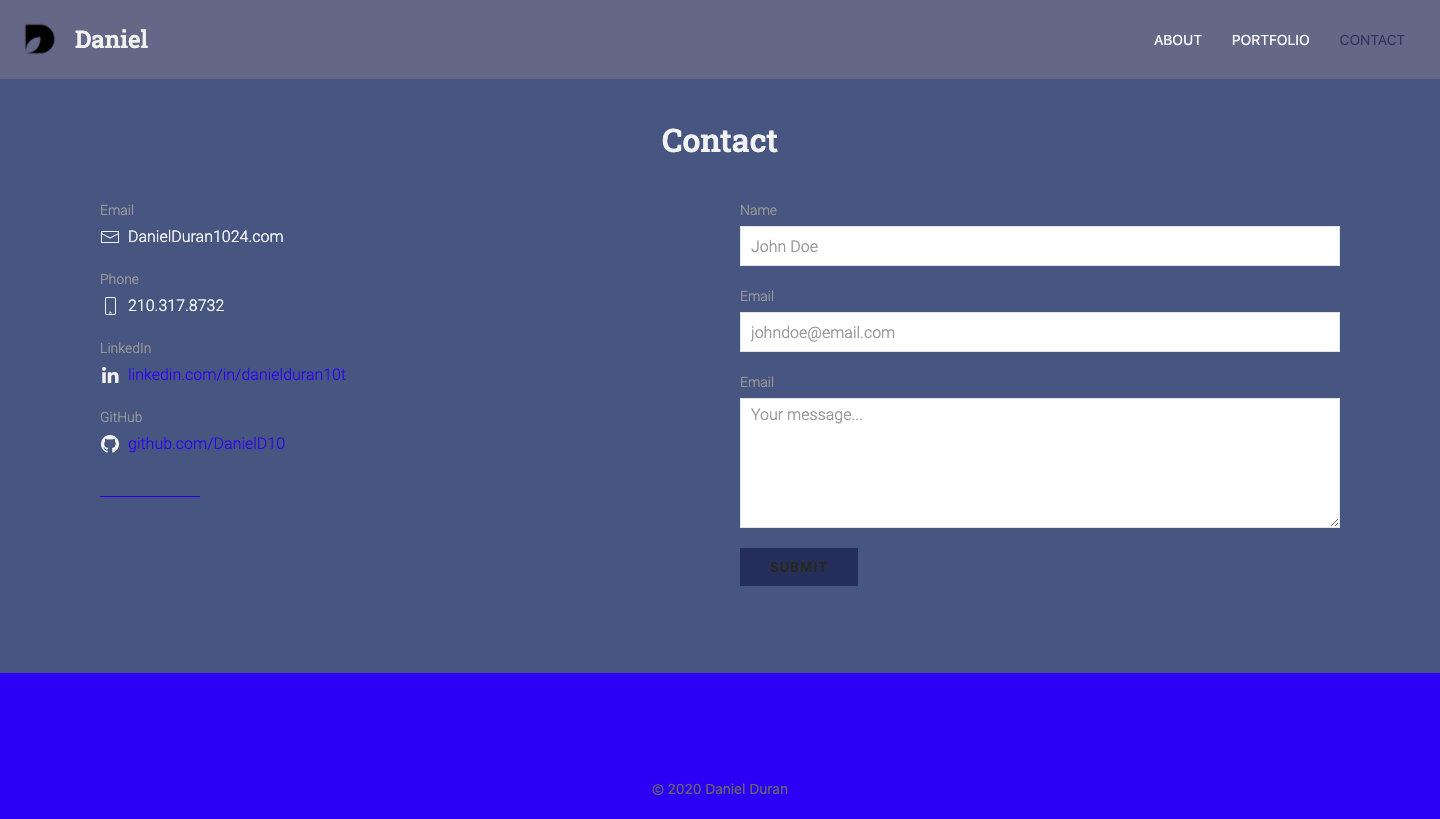 Daniel
ABOUT PORTFOLIO CONTACT
Contact
Email
DanielDuran1024.com
Phone
210.317.8732
LinkedIn
linkedin.com/in/danielduran10t
GitHub
github.com/DanielD10
Name
John Doe
Email
johndoe@email.com
Email
Your message...
SUBMIT
© 2020 Daniel Duran